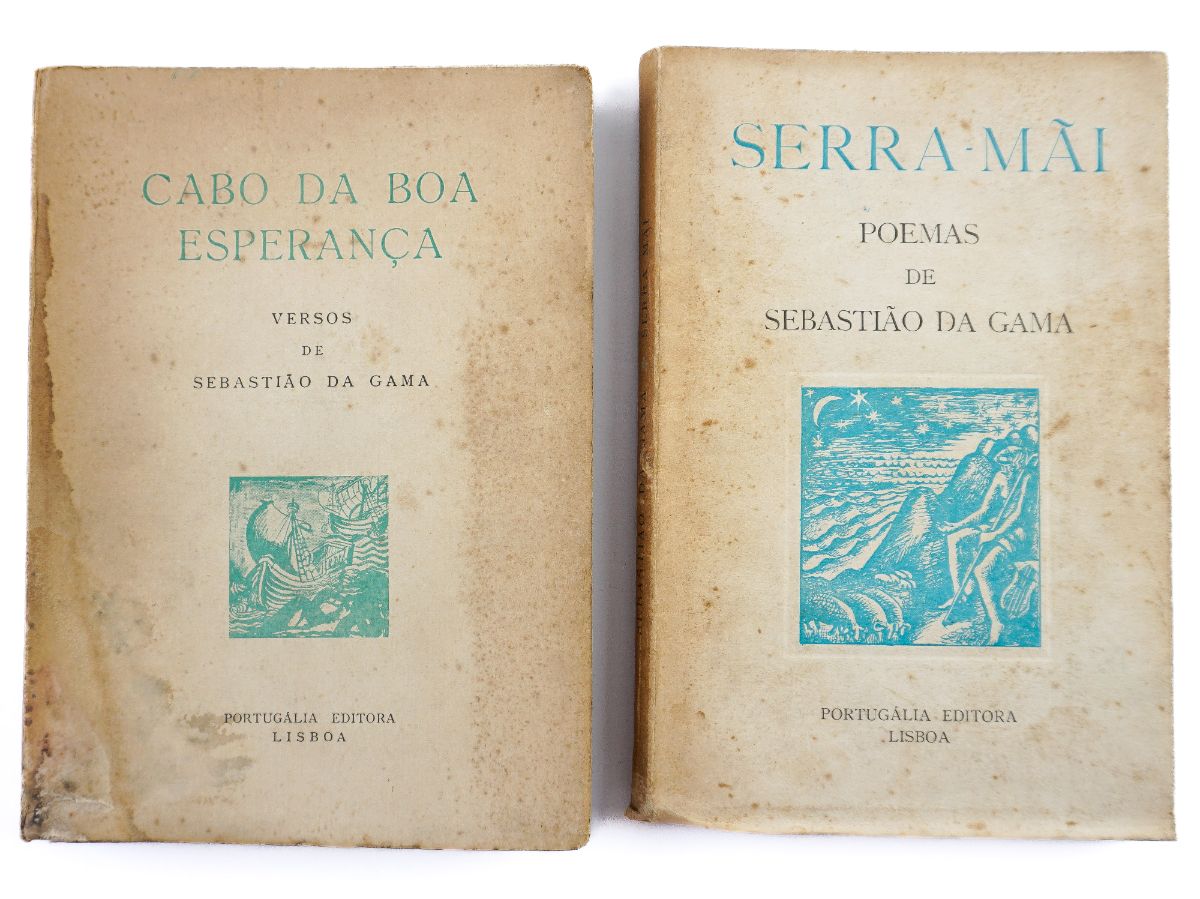 CABO DA BOA
ESPERANÇA
VERSOS
DE
SEBASTIÃO DA GAMA
PORTUGÁLIA EDITORA
LISBOA
SERRA-MÃI
POEMAS
DE
SEBASTIÃO DA GAMA
PORTUGÁLIA EDITORA
LISBOA